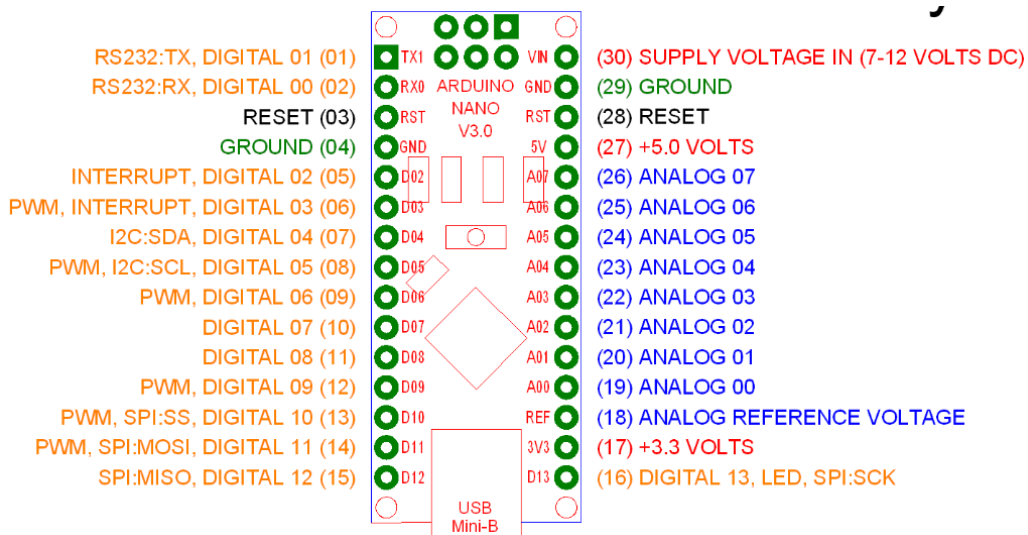 RS232:TX, DIGITAL 01 (01) TX1 VIN (30) SUPPLY VOLTAGE IN (7-12 VOLTS DC)
RS232:RX, DIGITAL 00 (02) RX0 ARDUINO GND (29) GROUND
NANO
RESET (03) RST RST (28) RESET
V3.0
GROUND (04) GND 5V (27) +5.0 VOLTS
INTERRUPT, DIGITAL 02 (05) D02 A07 (26) ANALOG 07
PWM, INTERRUPT, DIGITAL 03 (06) D03 A06 (25) ANALOG 06
I2C:SDA, DIGITAL 04 (07) D04 A05 (24) ANALOG 05
PWM, I2C:SCL, DIGITAL 05 (08) D05 A04 (23) ANALOG 04
PWM, DIGITAL 06 (09) D06 A03 (22) ANALOG 03
DIGITAL 07 (10) D07 A02 (21) ANALOG 02
DIGITAL 08 (11) D08 A01 (20) ANALOG 01
PWM, DIGITAL 09 (12) D09 A00 (19) ANALOG 00
PWM, SPI:SS, DIGITAL 10 (13) D10 REF (18) ANALOG REFERENCE VOLTAGE
PWM, SPI:MOSI, DIGITAL 11 (14) D11 3V3 (17) +3.3 VOLTS
SPI:MISO, DIGITAL 12 (15) D12 D13 (16) DIGITAL 13, LED, SPI:SCK
USB
Mini-B